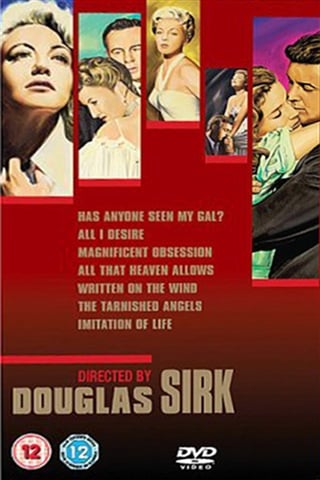 HAS ANYONE SEEN MY GAL?
ALL I DESIRE
MAGNIFICENT OBSESSION
ALL THAT HEAVEN ALLOWS
WRITTEN ON THE WIND
THE TARNISHED ANGELS
IMITATION OF LIFE
DIRECTED BY
DOUGLAS SIRK
12
12
DVD
VIDEO